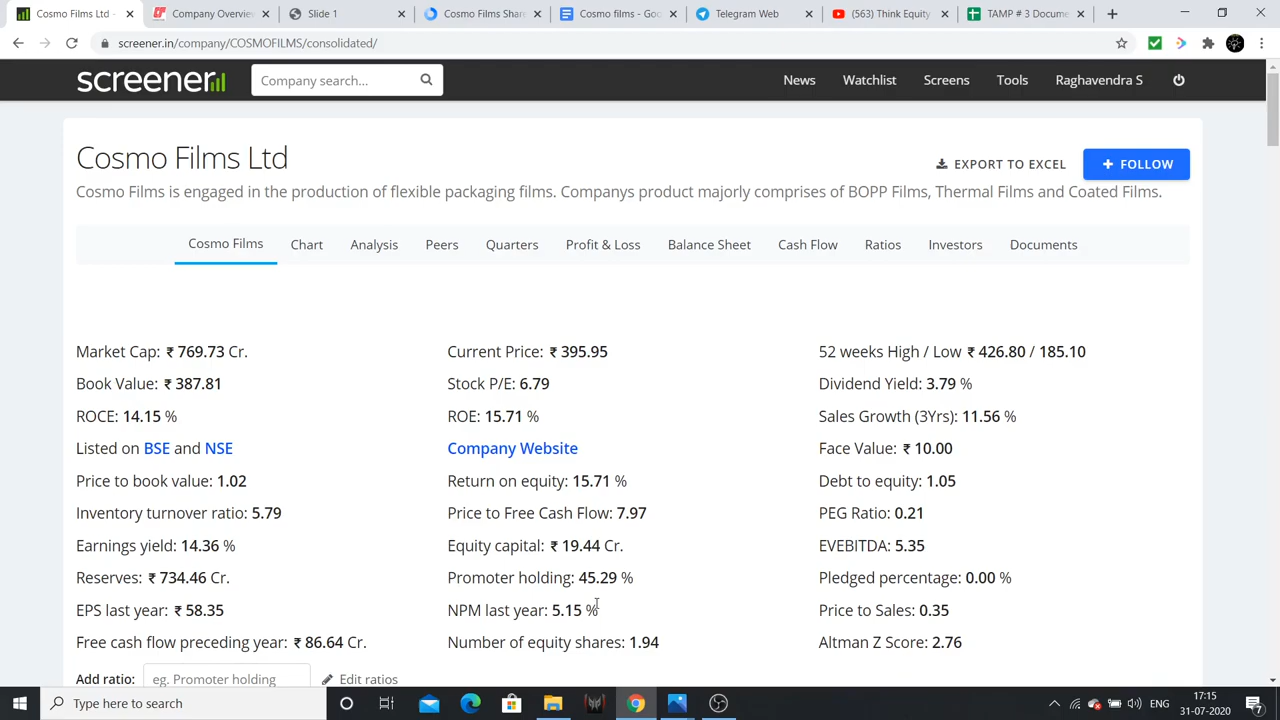 Cosmo Films Ltd -
Company Overvie
Slide 1
Cosmo Films Shar
Cosmo films - Goo
Telegram Web
(563) Think Equity
TAMP # 3 Docume
screener.in/company/COSMOFILMS/consolidated/
screener
Company search...
News
Watchlist
Screens
Tools
Raghavendra S
Cosmo Films Ltd
EXPORT TO EXCEL
+ FOLLOW
Cosmo Films is engaged in the production of flexible packaging films. Companys product majorly comprises of BOPP Films, Thermal Films and Coated Films.
Cosmo Films
Chart
Analysis
Peers
Quarters
Profit & Loss
Balance Sheet
Cash Flow
Ratios
Investors
Documents
Market Cap: ₹ 769.73 Cr.
Current Price: ₹ 395.95
52 weeks High / Low ₹ 426.80 / 185.10
Book Value: ₹ 387.81
Stock P/E: 6.79
Dividend Yield: 3.79 %
ROCE: 14.15 %
ROE: 15.71 %
Sales Growth (3Yrs): 11.56 %
Listed on BSE and NSE
Company Website
Face Value: ₹ 10.00
Price to book value: 1.02
Return on equity: 15.71 %
Debt to equity: 1.05
Inventory turnover ratio: 5.79
Price to Free Cash Flow: 7.97
PEG Ratio: 0.21
Earnings yield: 14.36 %
Equity capital: ₹ 19.44 Cr.
EVEBITDA: 5.35
Reserves: ₹ 734.46 Cr.
Promoter holding: 45.29 %
Pledged percentage: 0.00 %
EPS last year: ₹ 58.35
NPM last year: 5.15 %
Price to Sales: 0.35
Free cash flow preceding year: ₹ 86.64 Cr.
Number of equity shares: 1.94
Altman Z Score: 2.76
Add ratio:
eg. Promoter holding
Edit ratios
Type here to search
ENG
17:15
31-07-2020
7